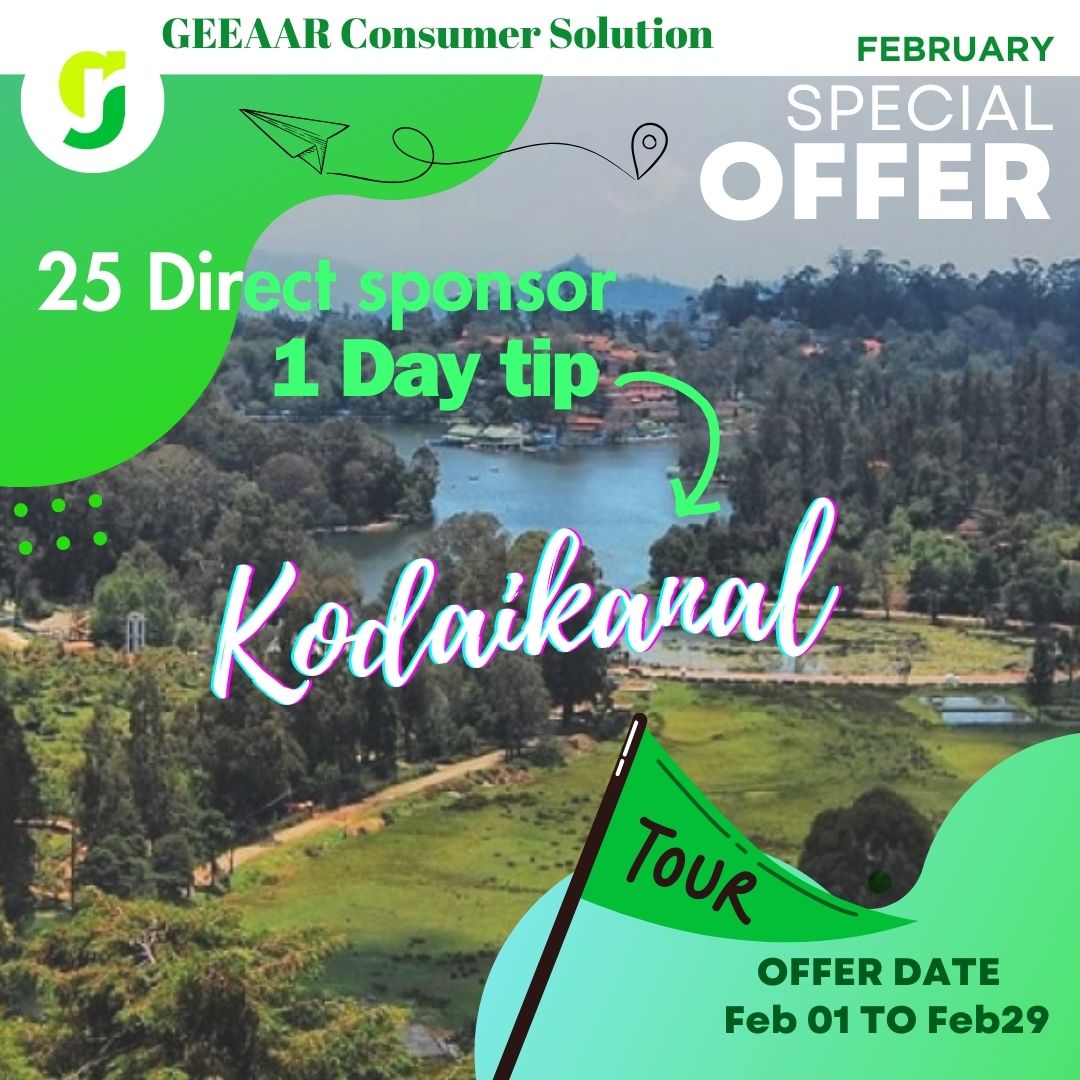 GEEAAR Consumer Solution
FEBRUARY
SPECIAL
OFFER
25 Direct sponsor
1 Day tip
Kodaikanal
TOUR
OFFER DATE
Feb 01 TO Feb29